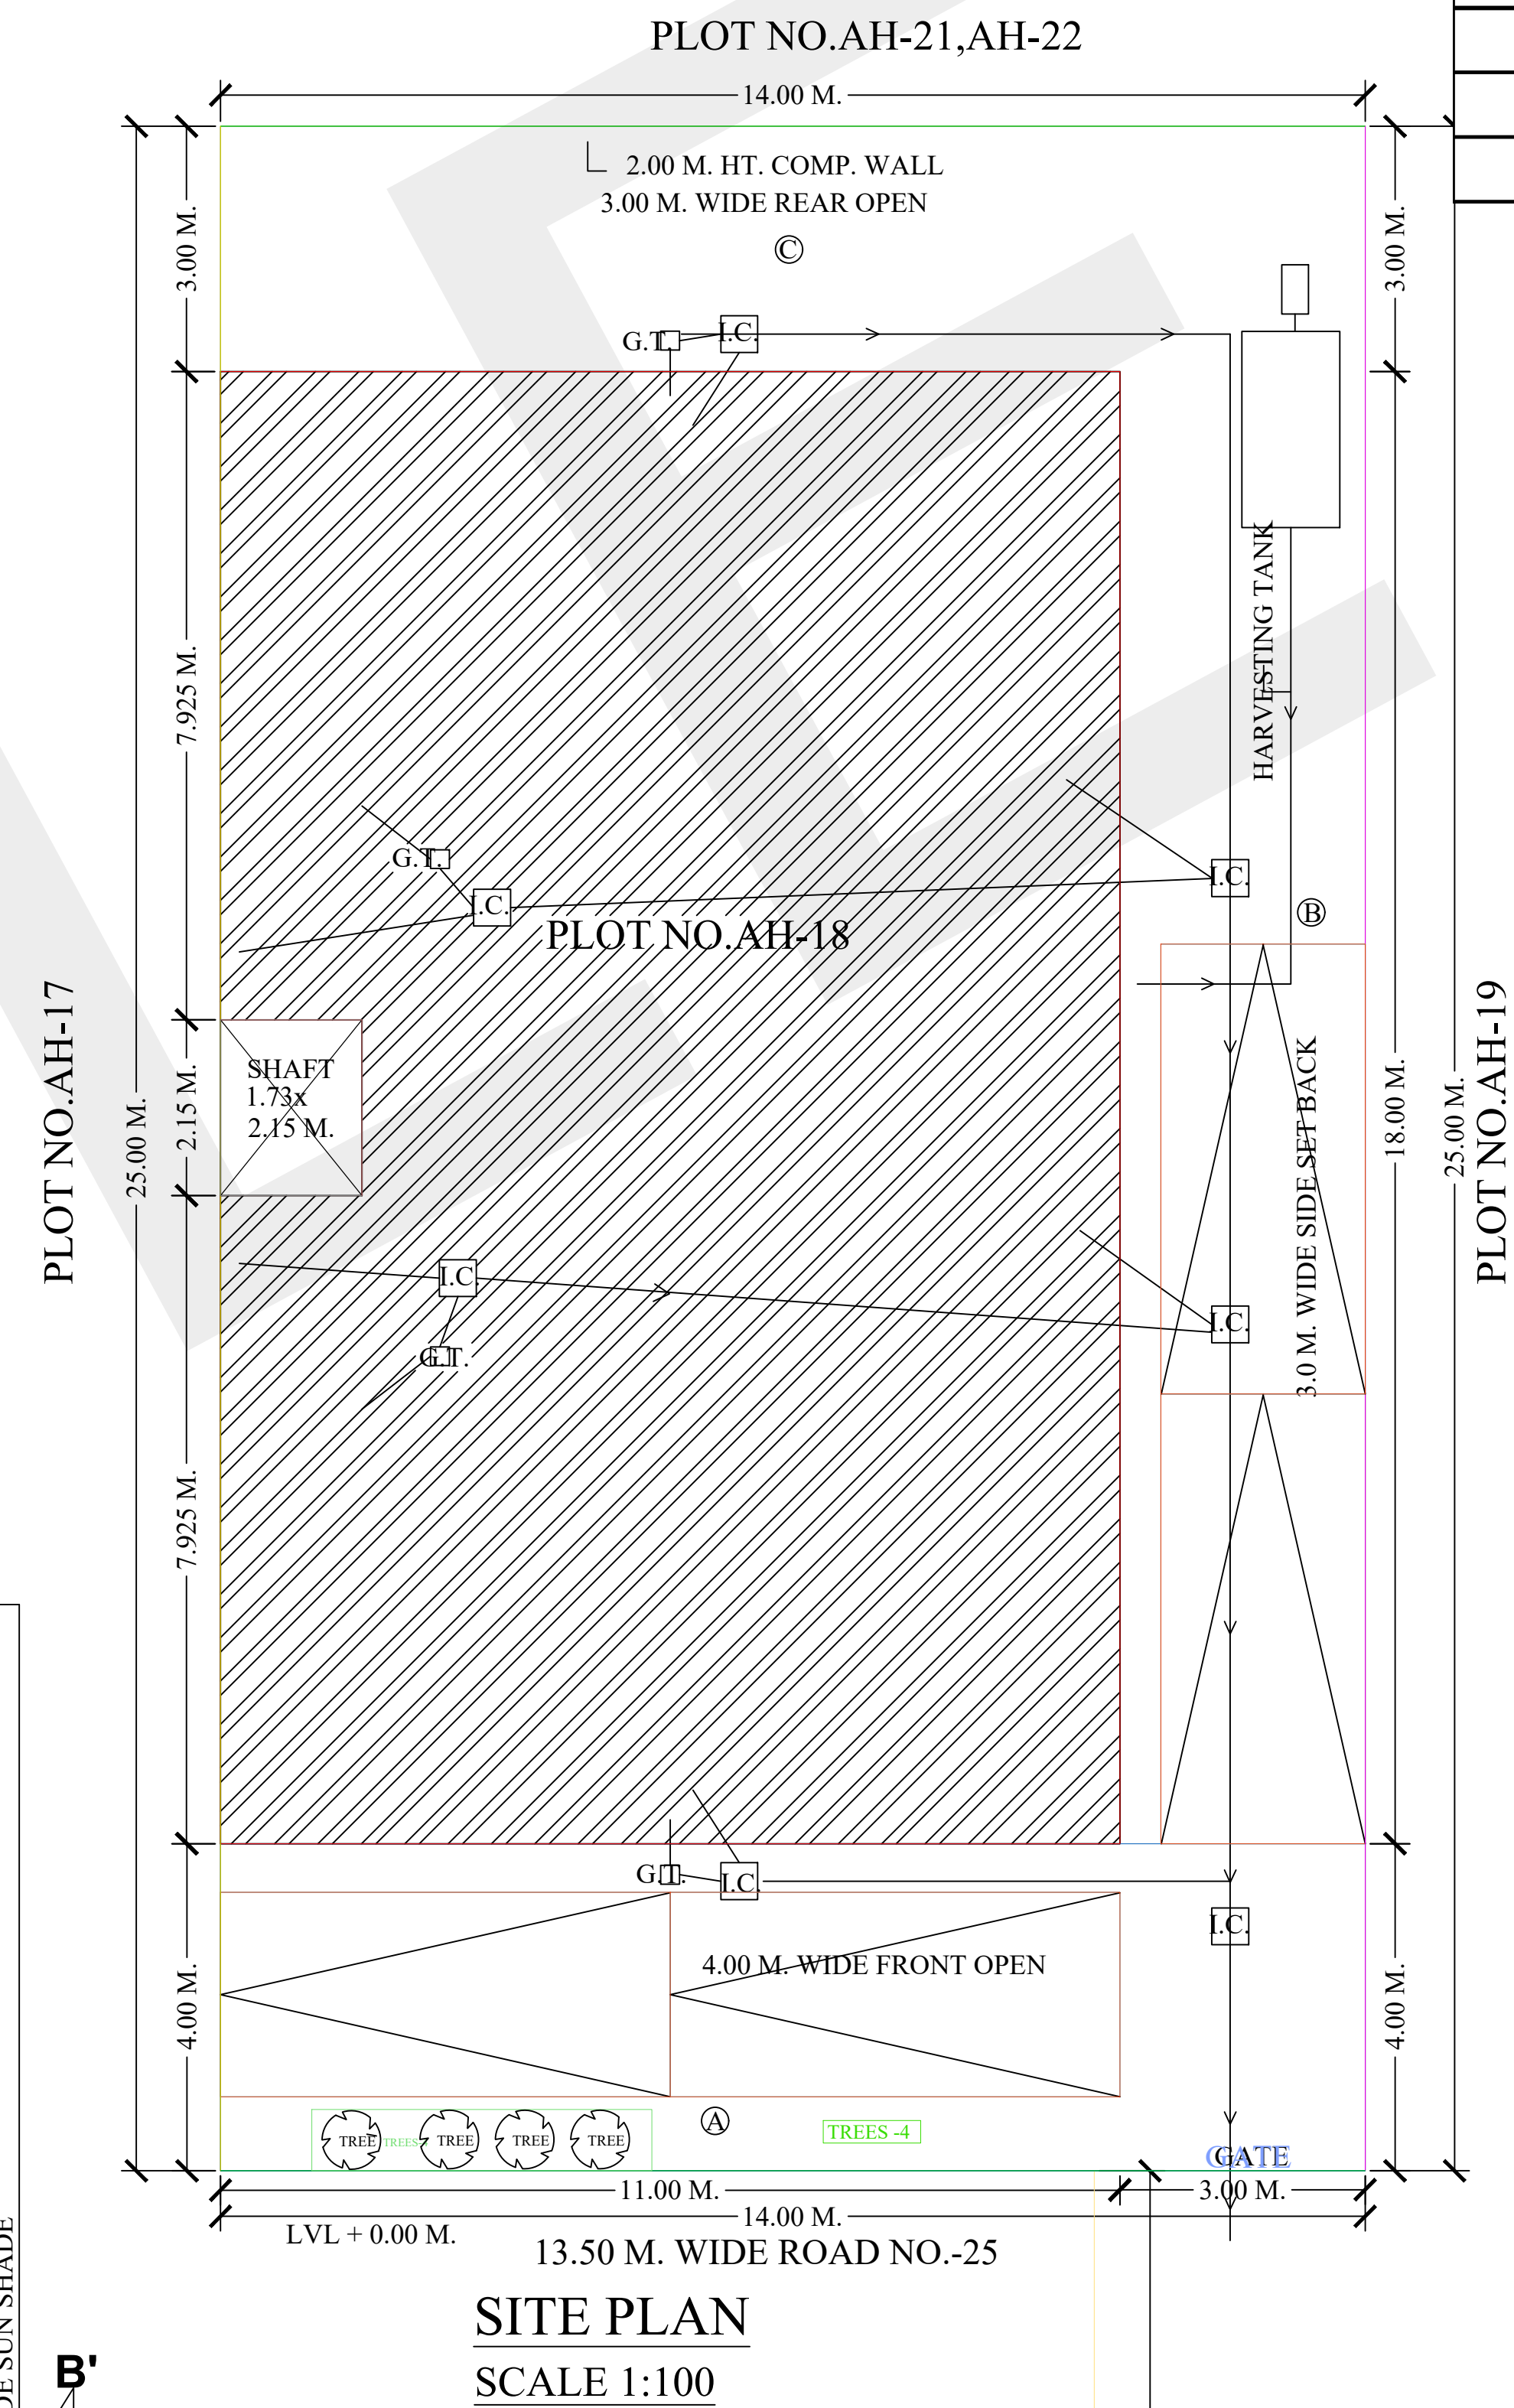 PLOT NO.AH-21,AH-22
14.00 M.
2.00 M. HT. COMP. WALL
3.00 M. WIDE REAR OPEN
C
3.00 M.
3.00 M.
G.T.
I.C.
7.925 M.
HARVESTING TANK
G.T.
I.C.
I.C.
B
PLOT NO.AH-18
PLOT NO.AH-17
25.00 M.
2.15 M.
SHAFT
1.73x
2.15 M.
3.0 M. WIDE SIDE SET BACK
18.00 M.
25.00 M.
PLOT NO.AH-19
I.C.
I.C.
G.T.
7.925 M.
G.T.
I.C.
I.C.
4.00 M. WIDE FRONT OPEN
4.00 M.
4.00 M.
A
TREE
TREES
TREE
TREE
TREE
TREES -4
GATE
GATE
11.00 M.
3.00 M.
14.00 M.
LVL + 0.00 M.
13.50 M. WIDE ROAD NO.-25
SITE PLAN
SCALE 1:100
SUN SHADE
B'